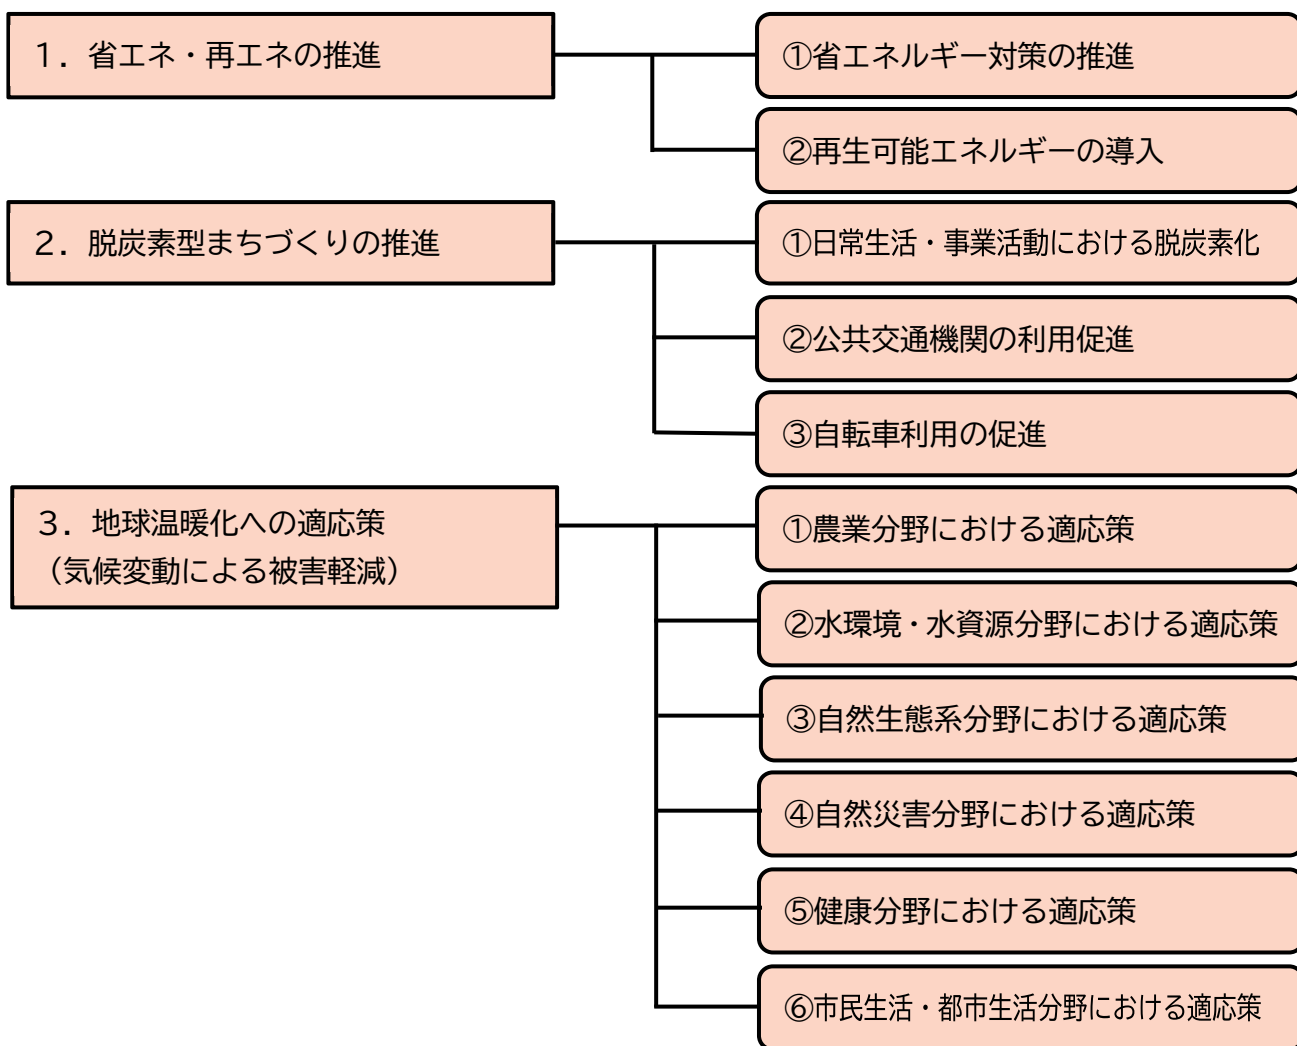 １．省エネ・再エネの推進
①省エネルギー対策の推進
②再生可能エネルギーの導入
２．脱炭素型まちづくりの推進
①日常生活・事業活動における脱炭素化
②公共交通機関の利用促進
③自転車利用の促進
３．地球温暖化への適応策
（気候変動による被害軽減）
①農業分野における適応策
②水環境・水資源分野における適応策
③自然生態系分野における適応策
④自然災害分野における適応策
⑤健康分野における適応策
⑥市民生活・都市生活分野における適応策